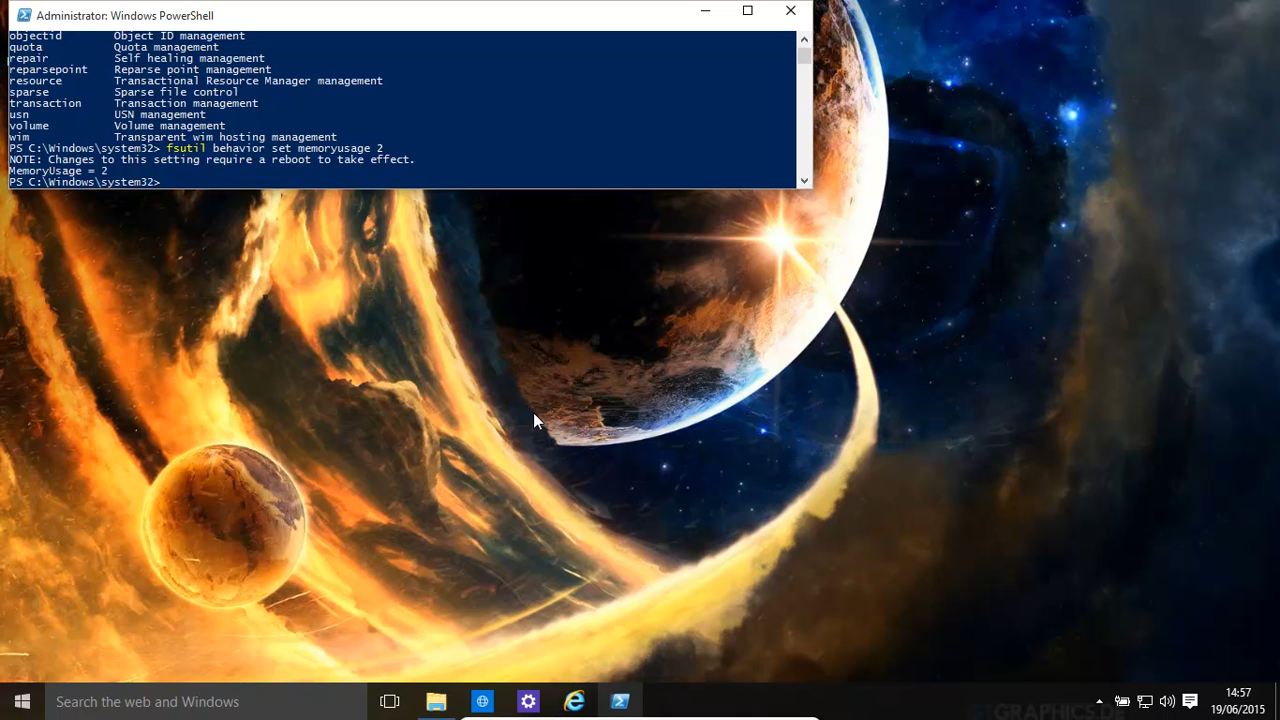 Administrator: Windows PowerShell
objectid Object ID management
quota Quota management
repair Self healing management
reparsepoint Reparse point management
resource Transactional Resource Manager management
sparse Sparse file control
transaction Transaction management
usn USN management
volume Volume management
wim Transparent wim hosting management
PS C:\Windows\system32> fsutil behavior set memoryusage 2
NOTE: Changes to this setting require a reboot to take effect.
MemoryUsage = 2
PS C:\Windows\system32>
Search the web and Windows
14:57
19/06/2015